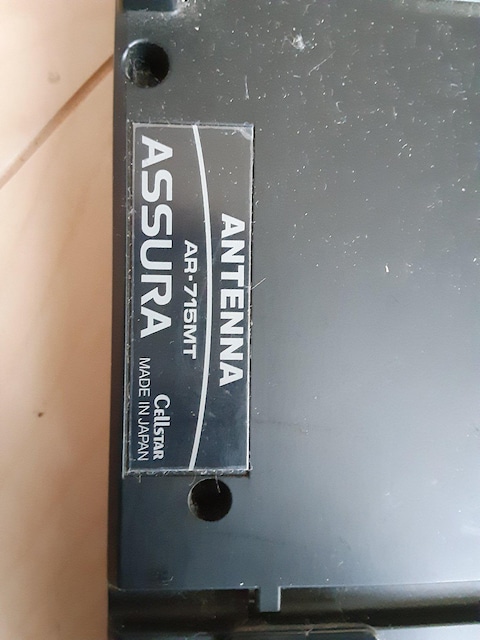 ANTENNA
AR-715MT
ASSURA
CELLSTAR
MADE IN JAPAN